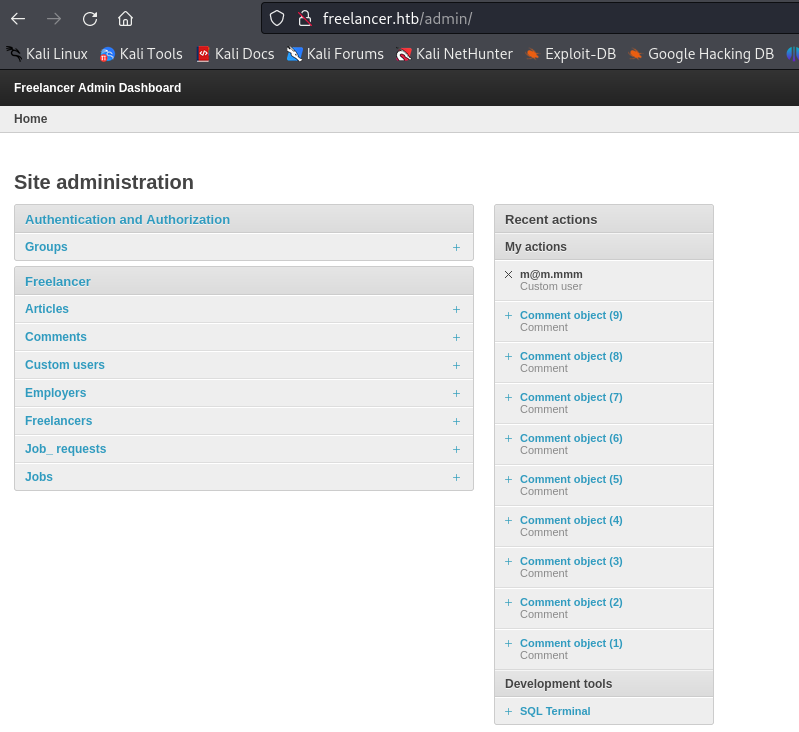 freelancer.htb/admin/
Kali Linux Kali Tools Kali Docs Kali Forums Kali NetHunter Exploit-DB Google Hacking DB
Freelancer Admin Dashboard
Home
Site administration
Authentication and Authorization
Groups +
Freelancer
Articles +
Comments +
Custom users +
Employers +
Freelancers +
Job_ requests +
Jobs +
Recent actions
My actions
m@m.mmm
Custom user
+ Comment object (9)
Comment
+ Comment object (8)
Comment
+ Comment object (7)
Comment
+ Comment object (6)
Comment
+ Comment object (5)
Comment
+ Comment object (4)
Comment
+ Comment object (3)
Comment
+ Comment object (2)
Comment
+ Comment object (1)
Comment
Development tools
+ SQL Terminal